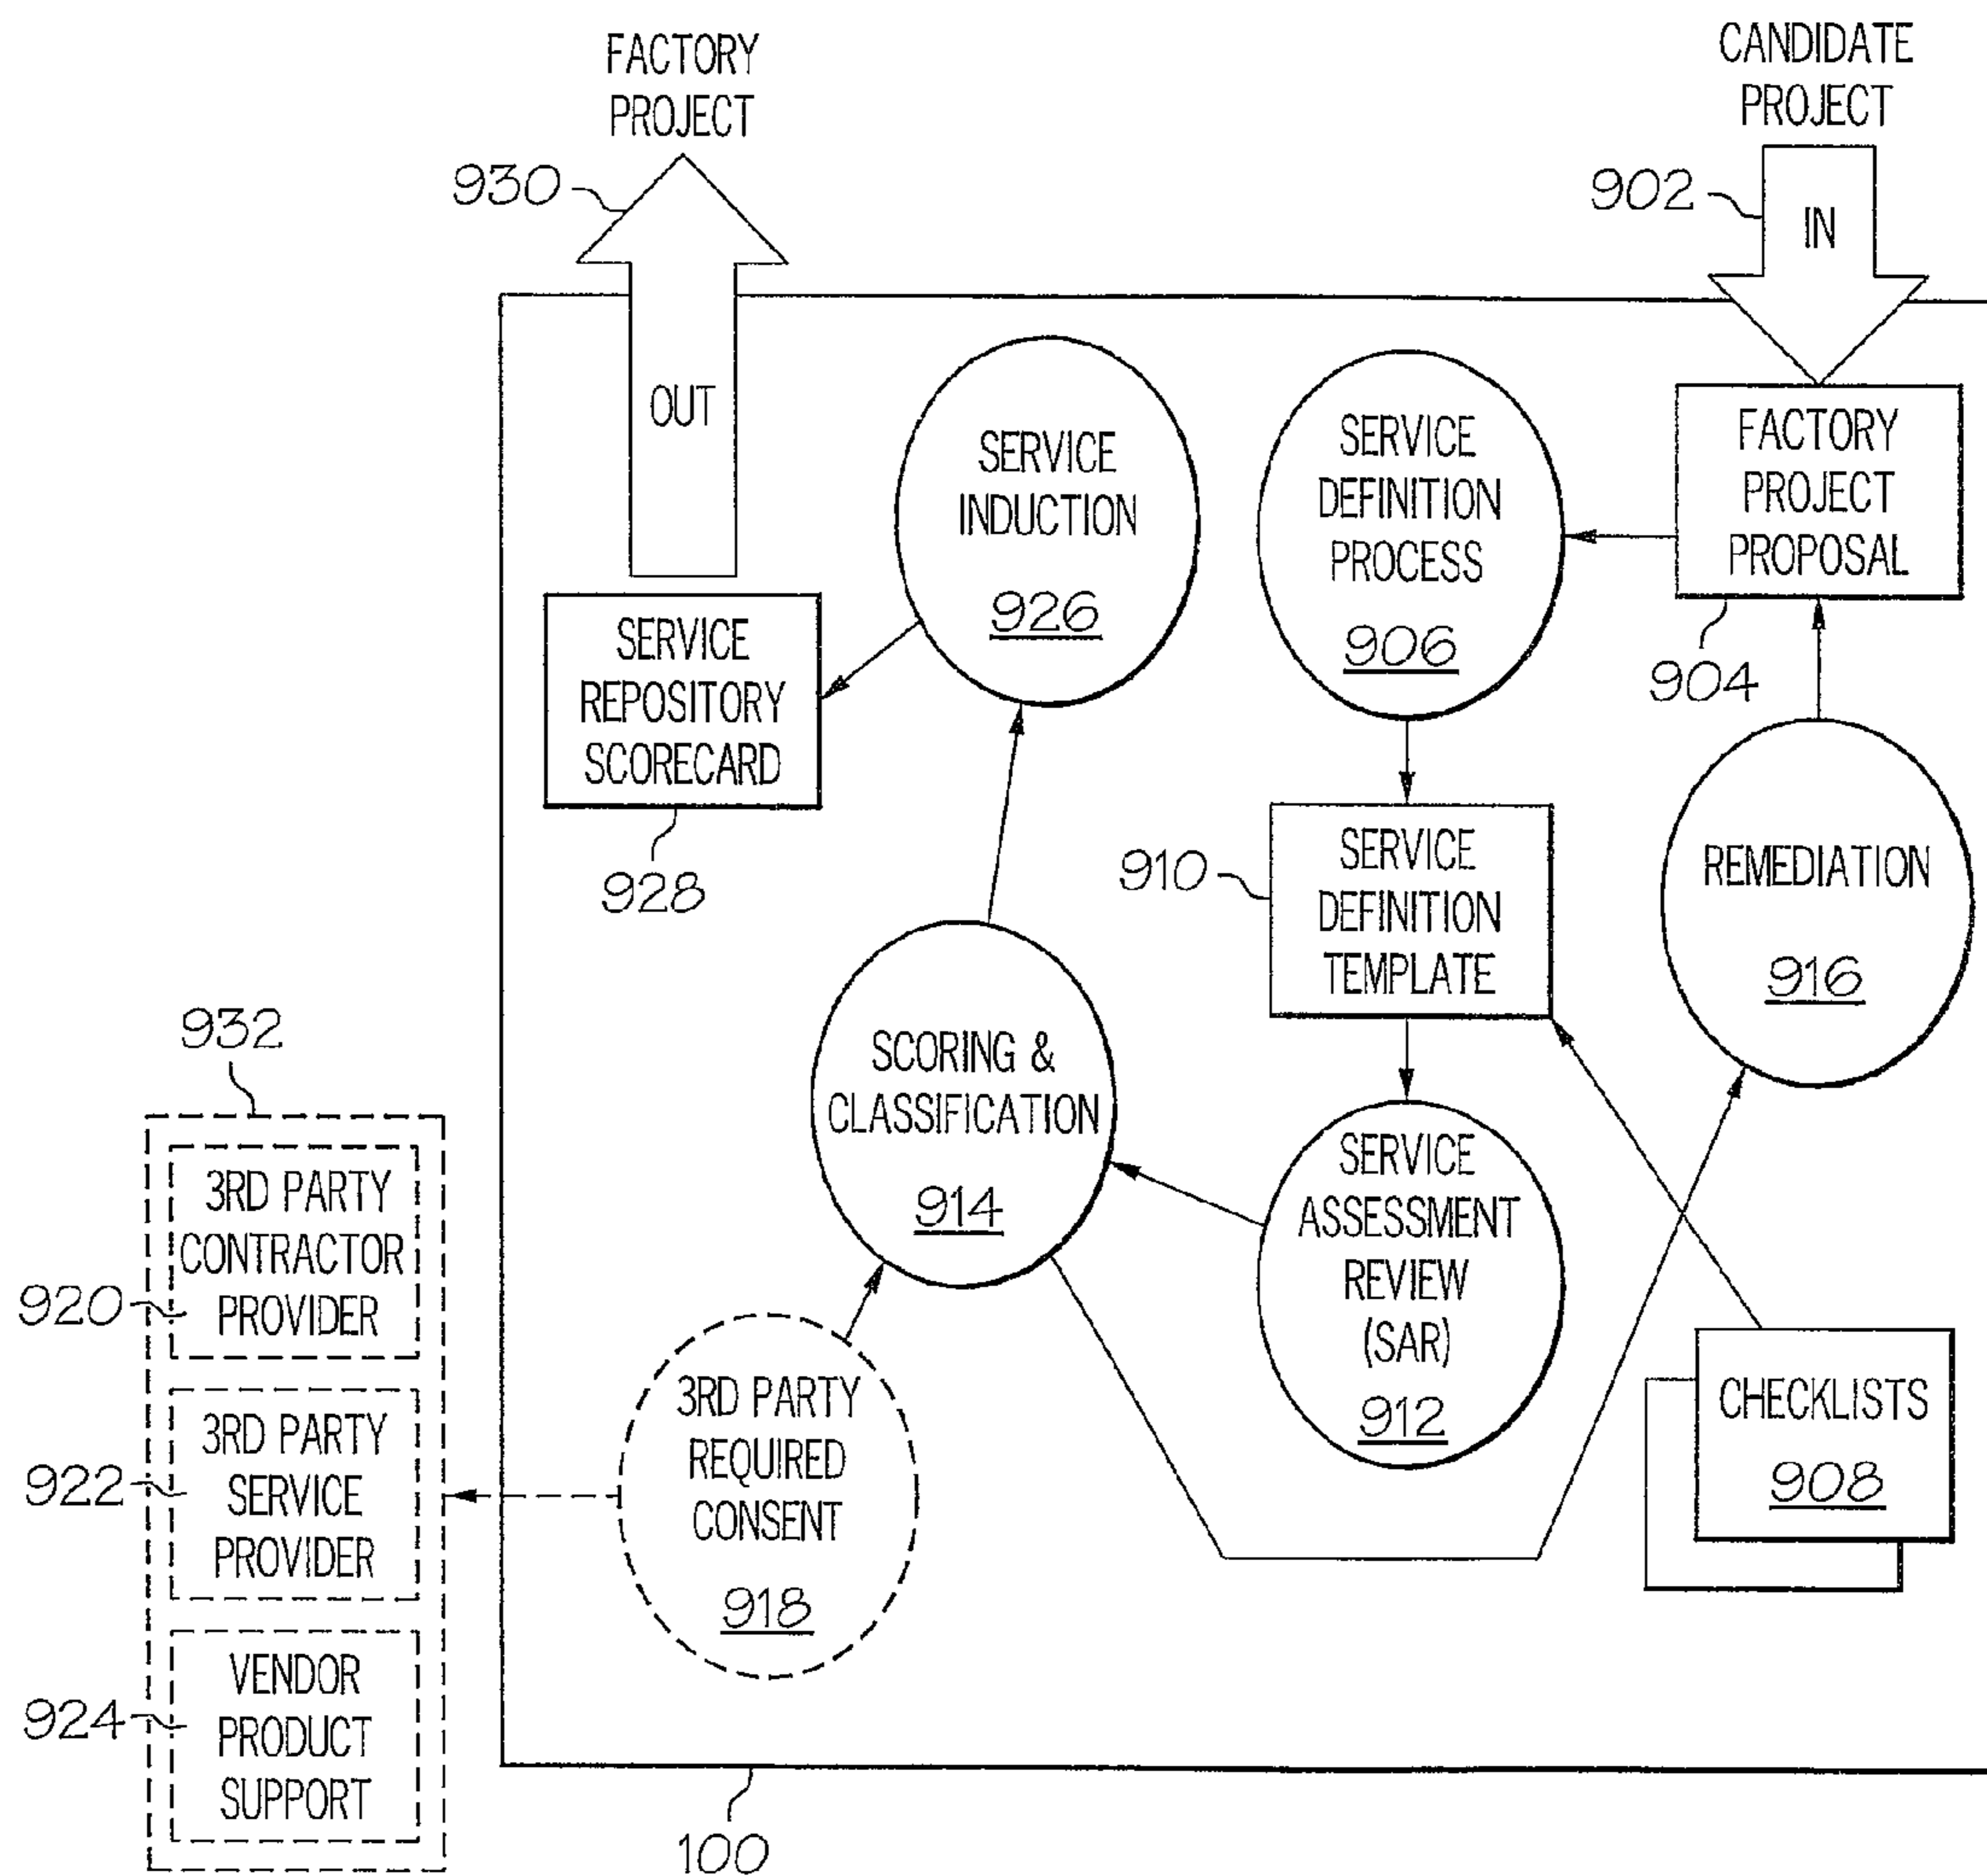 FACTORY
PROJECT
930
OUT
CANDIDATE
PROJECT
902
IN
FACTORY
PROJECT
PROPOSAL
904
SERVICE
DEFINITION
PROCESS
906
SERVICE
INDUCTION
926
SERVICE
REPOSITORY
SCORECARD
928
910
SERVICE
DEFINITION
TEMPLATE
REMEDIATION
916
SCORING &
CLASSIFICATION
914
SERVICE
ASSESSMENT
REVIEW
(SAR)
912
CHECKLISTS
908
3RD PARTY
REQUIRED
CONSENT
918
932
3RD PARTY
CONTRACTOR
PROVIDER
920
3RD PARTY
SERVICE
PROVIDER
922
VENDOR
PRODUCT
SUPPORT
924
100